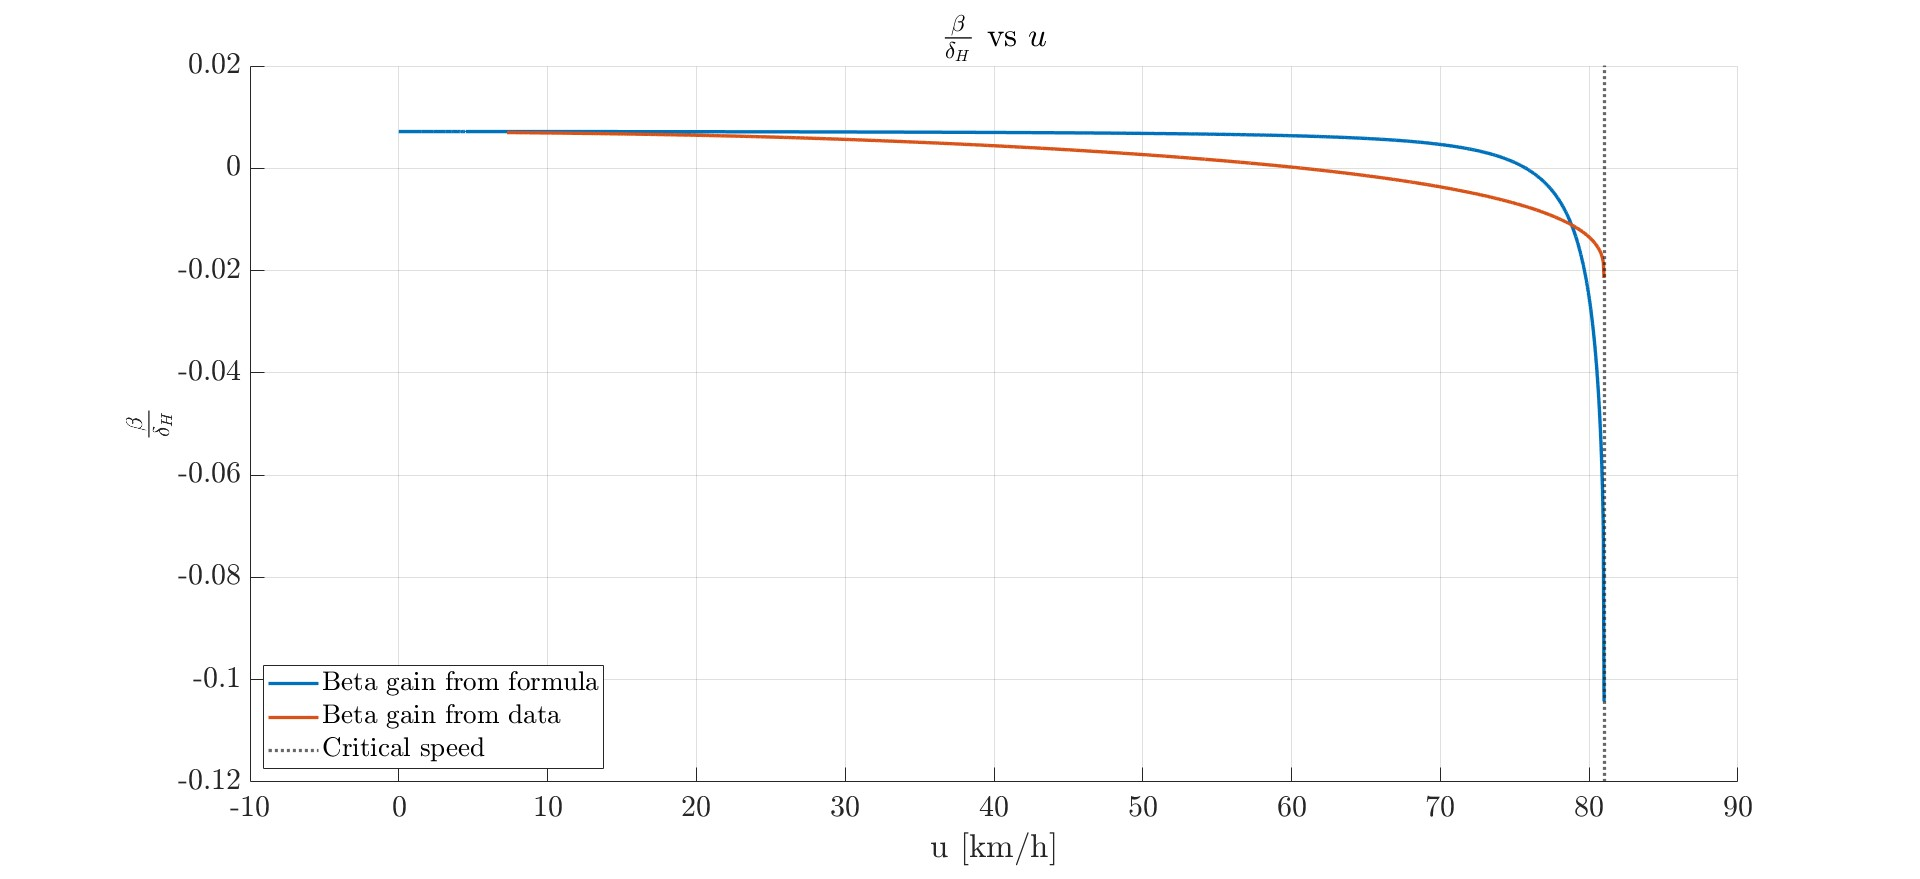 β/δ_H vs u
0.02
0
-0.02
-0.04
-0.06
-0.08
-0.1
-0.12
β/δ_H
Beta gain from formula
Beta gain from data
Critical speed
-10 0 10 20 30 40 50 60 70 80 90
u [km/h]